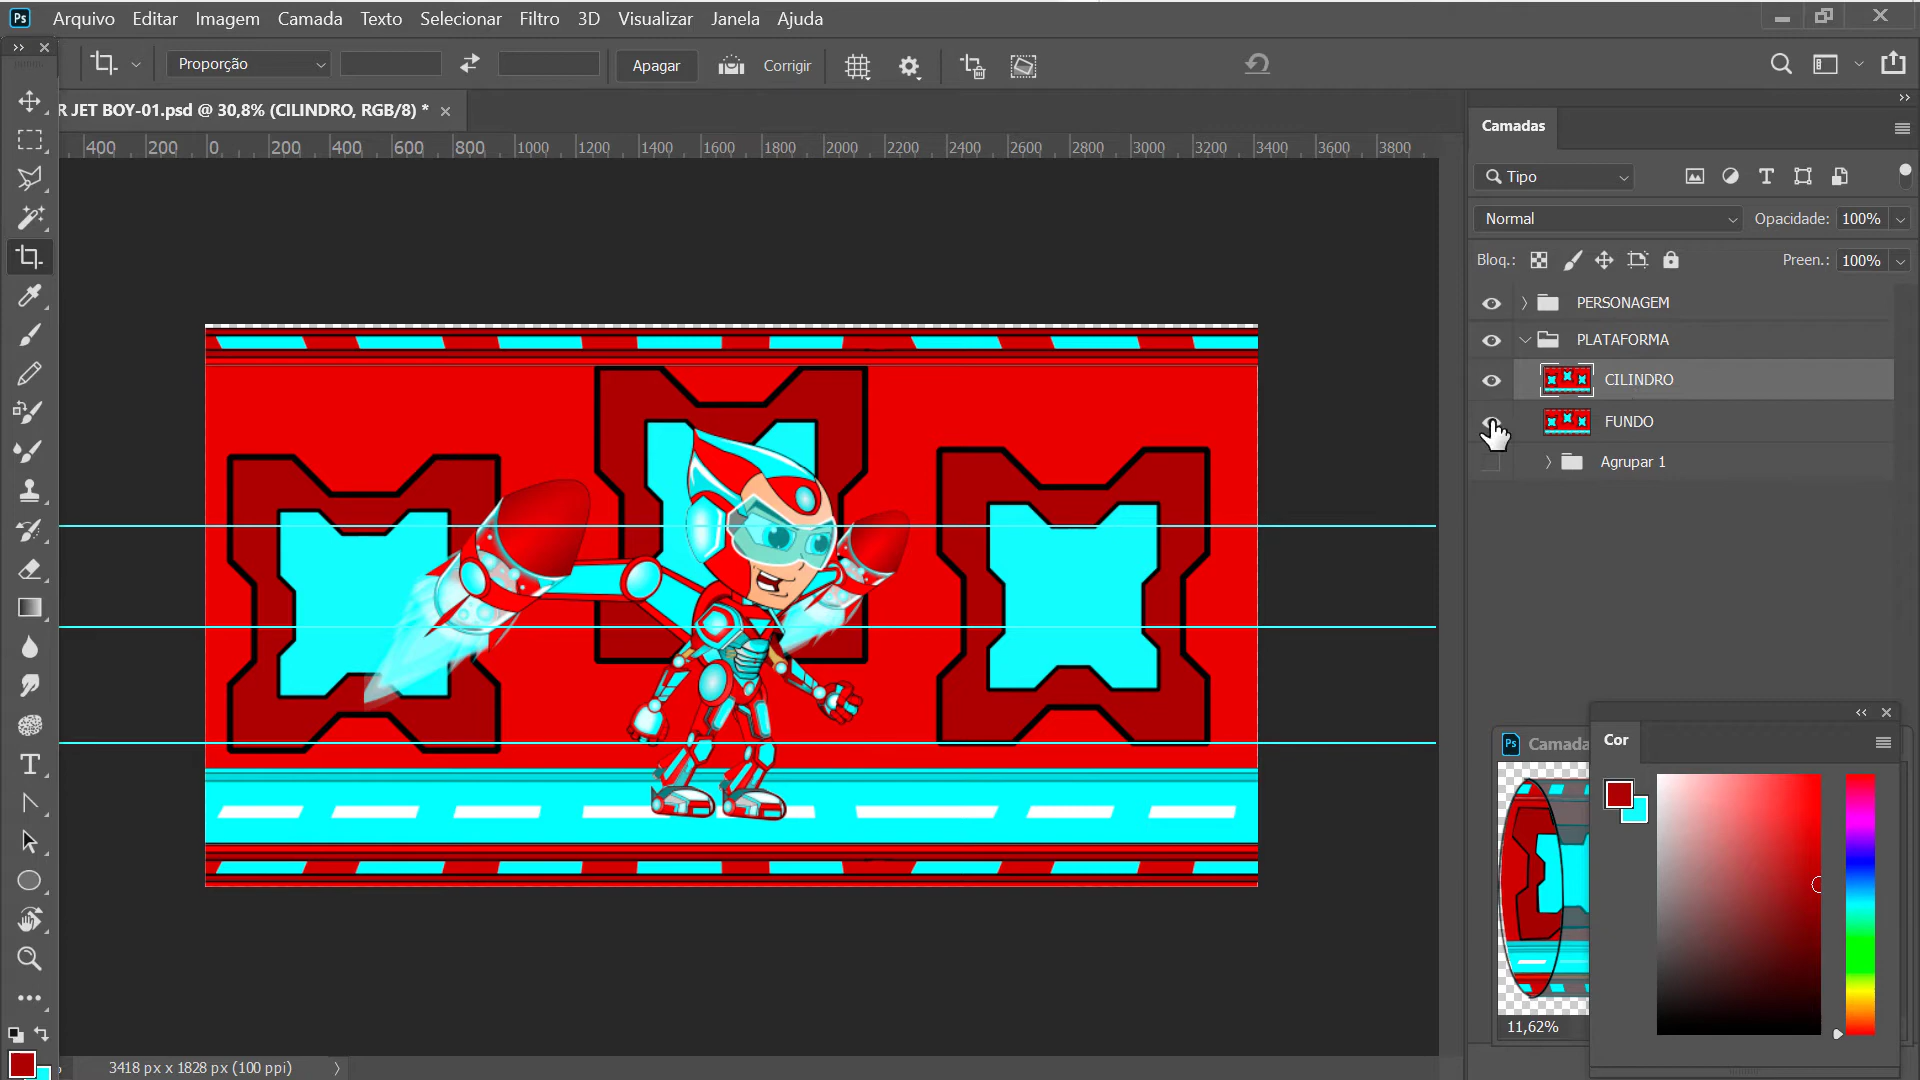 Ps Arquivo Editar Imagem Camada Texto Selecionar Filtro 3D Visualizar Janela Ajuda
Proporção Apagar Corrigir
R JET BOY-01.psd @ 30,8% (CILINDRO, RGB/8) *
400 200 0 200 400 600 800 1000 1200 1400 1600 1800 2000 2200 2400 2600 2800 3000 3200 3400 3600 3800
Camadas
Tipo
Normal Opacidade: 100%
Bloq.: Preen.: 100%
PERSONAGEM
PLATAFORMA
CILINDRO
FUNDO
Agrupar 1
Ps Camada
Cor
11,62%
3418 px x 1828 px (100 ppi)